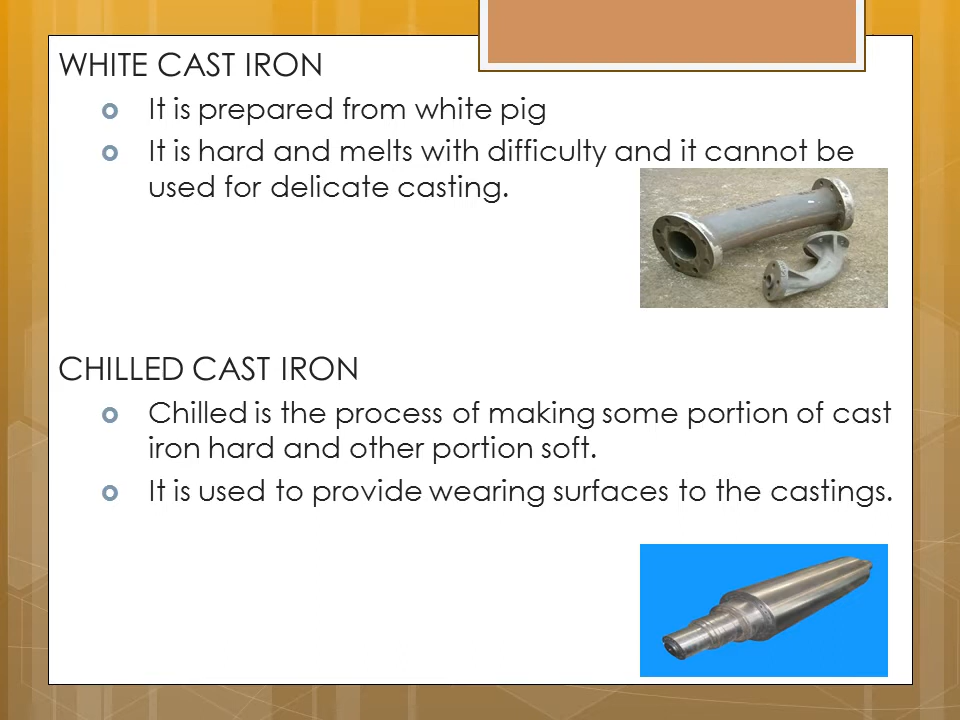 WHITE CAST IRON
It is prepared from white pig
It is hard and melts with difficulty and it cannot be
used for delicate casting.
CHILLED CAST IRON
Chilled is the process of making some portion of cast
iron hard and other portion soft.
It is used to provide wearing surfaces to the castings.